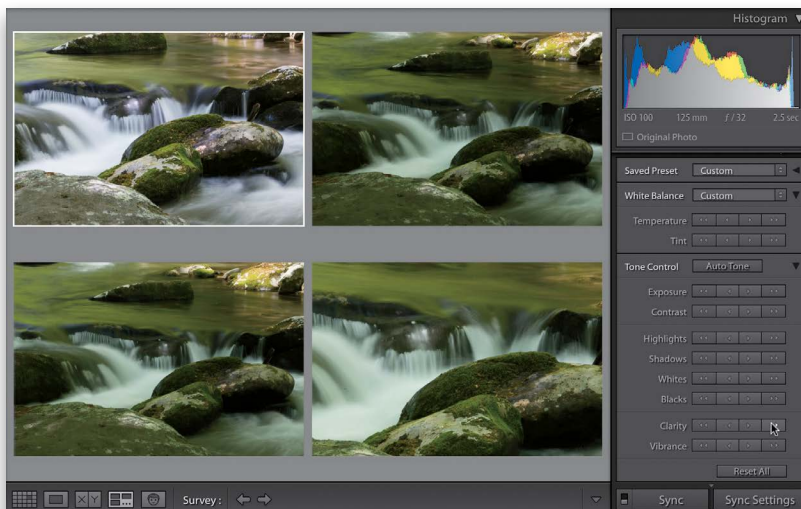 Histogram
ISO 100 125 mm f / 32 2.5 sec
Original Photo
Saved Preset Custom
White Balance Custom
Temperature
Tint
Tone Control Auto Tone
Exposure
Contrast
Highlights
Shadows
Whites
Blacks
Clarity
Vibrance
Reset All
X Y Survey : Sync Sync Settings